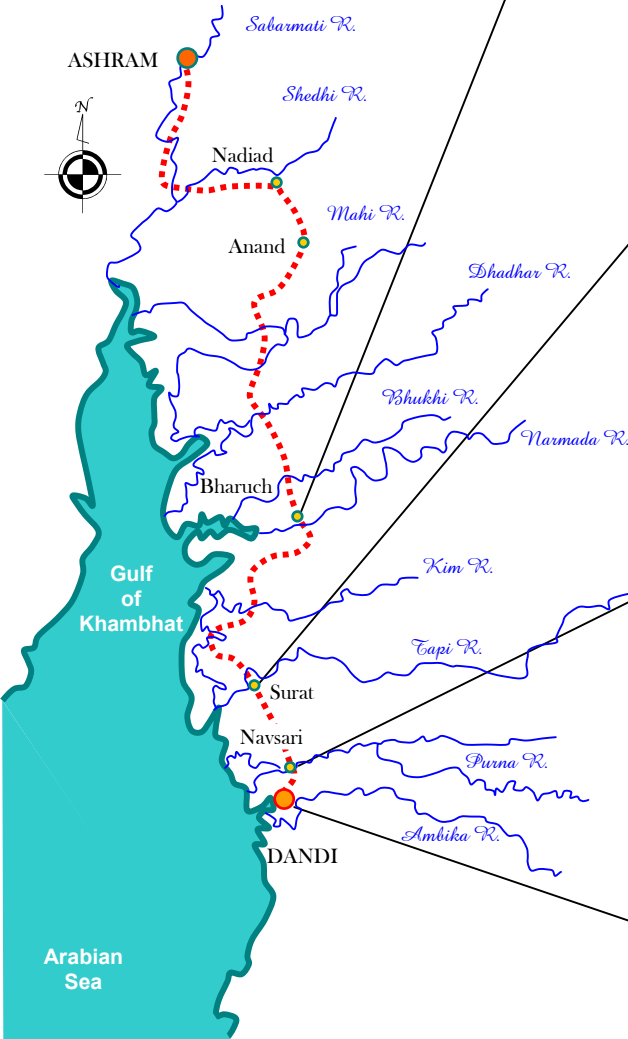 Sabarmati R.
ASHRAM
Shedhi R.
N
Nadiad
Mahi R.
Anand
Dhadhar R.
Bhukhi R.
Narmada R.
Bharuch
Kim R.
Gulf
of
Khambhat
Tapi R.
Surat
Navsari
Purna R.
Ambika R.
DANDI
Arabian
Sea